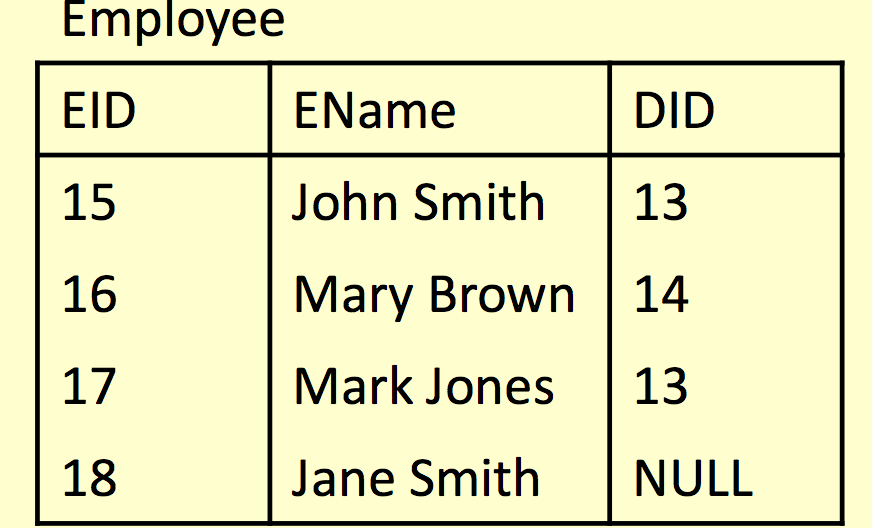 Employee
EID EName DID
15 John Smith 13
16 Mary Brown 14
17 Mark Jones 13
18 Jane Smith NULL